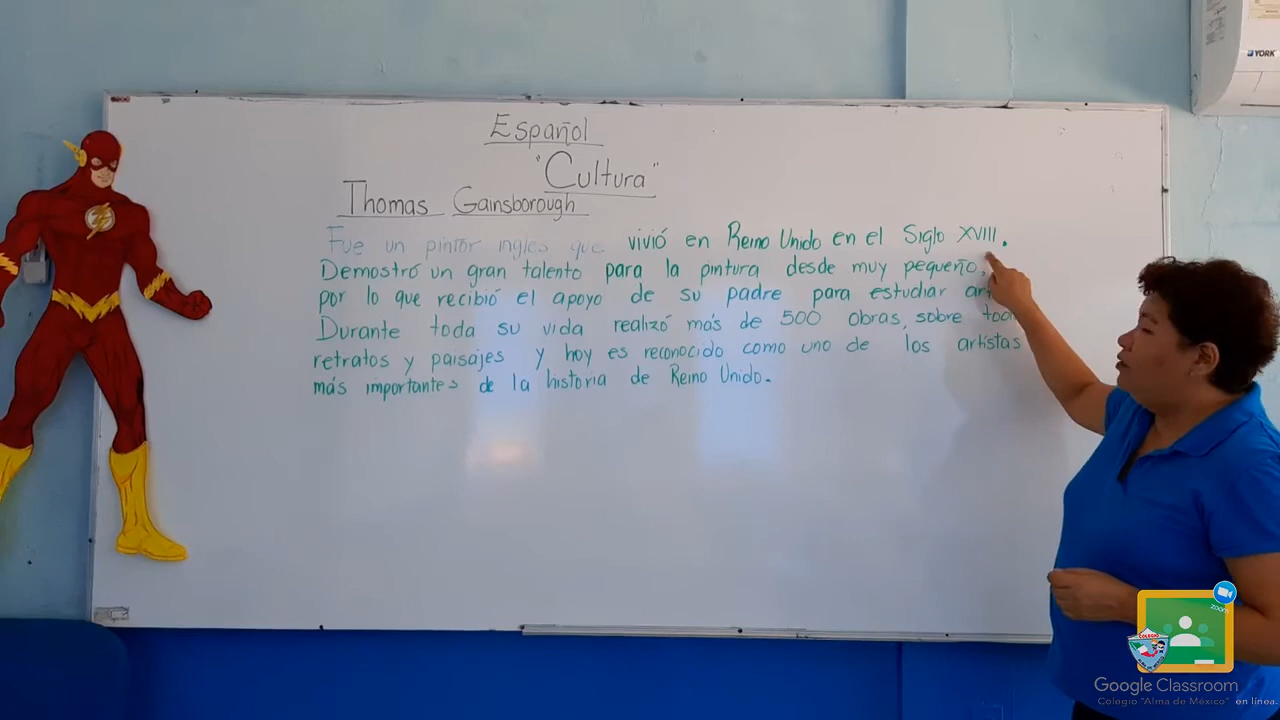 Español
"Cultura"
Thomas Gainsborough
Fue un pintor ingles que vivió en Reino Unido en el Siglo XVIII.
Demostró un gran talento para la pintura desde muy pequeño,
por lo que recibió el apoyo de su padre para estudiar
Durante toda su vida realizó más de 500 obras, sobre
retratos y paisajes y hoy es reconocido como uno de los artistas
más importantes de la historia de Reino Unido.
YORK
zoom
COLEGIO
Google Classroom
Colegio "Alma de México" en línea